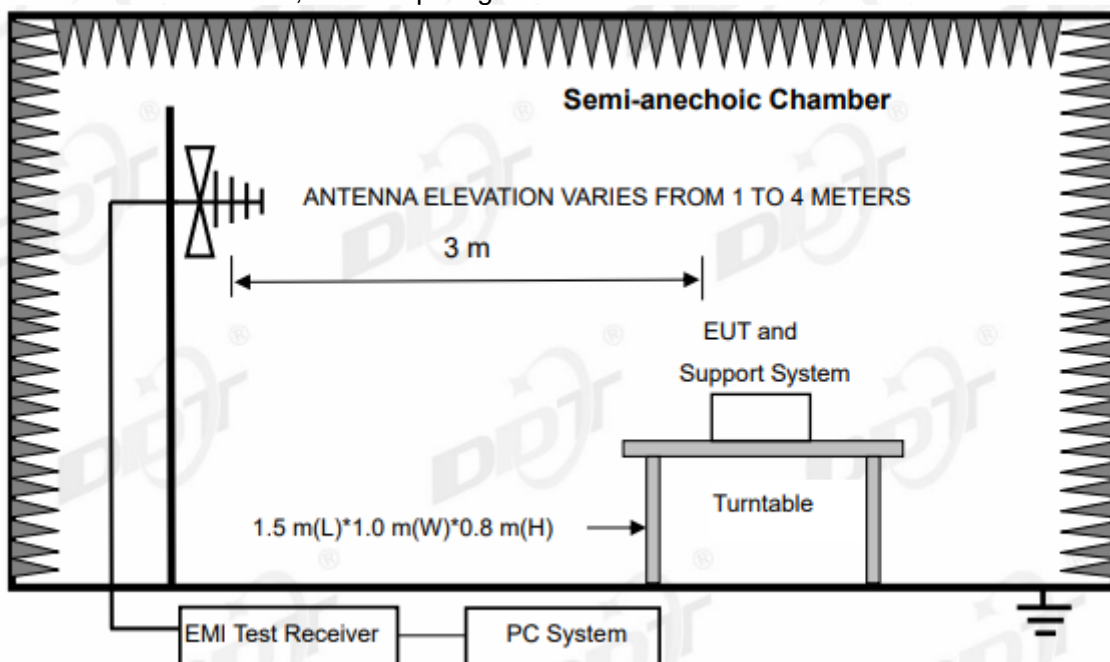 Semi-anechoic Chamber
ANTENNA ELEVATION VARIES FROM 1 TO 4 METERS
3 m
EUT and
Support System
Turntable
1.5 m(L)*1.0 m(W)*0.8 m(H)
EMI Test Receiver
PC System
DDT
®